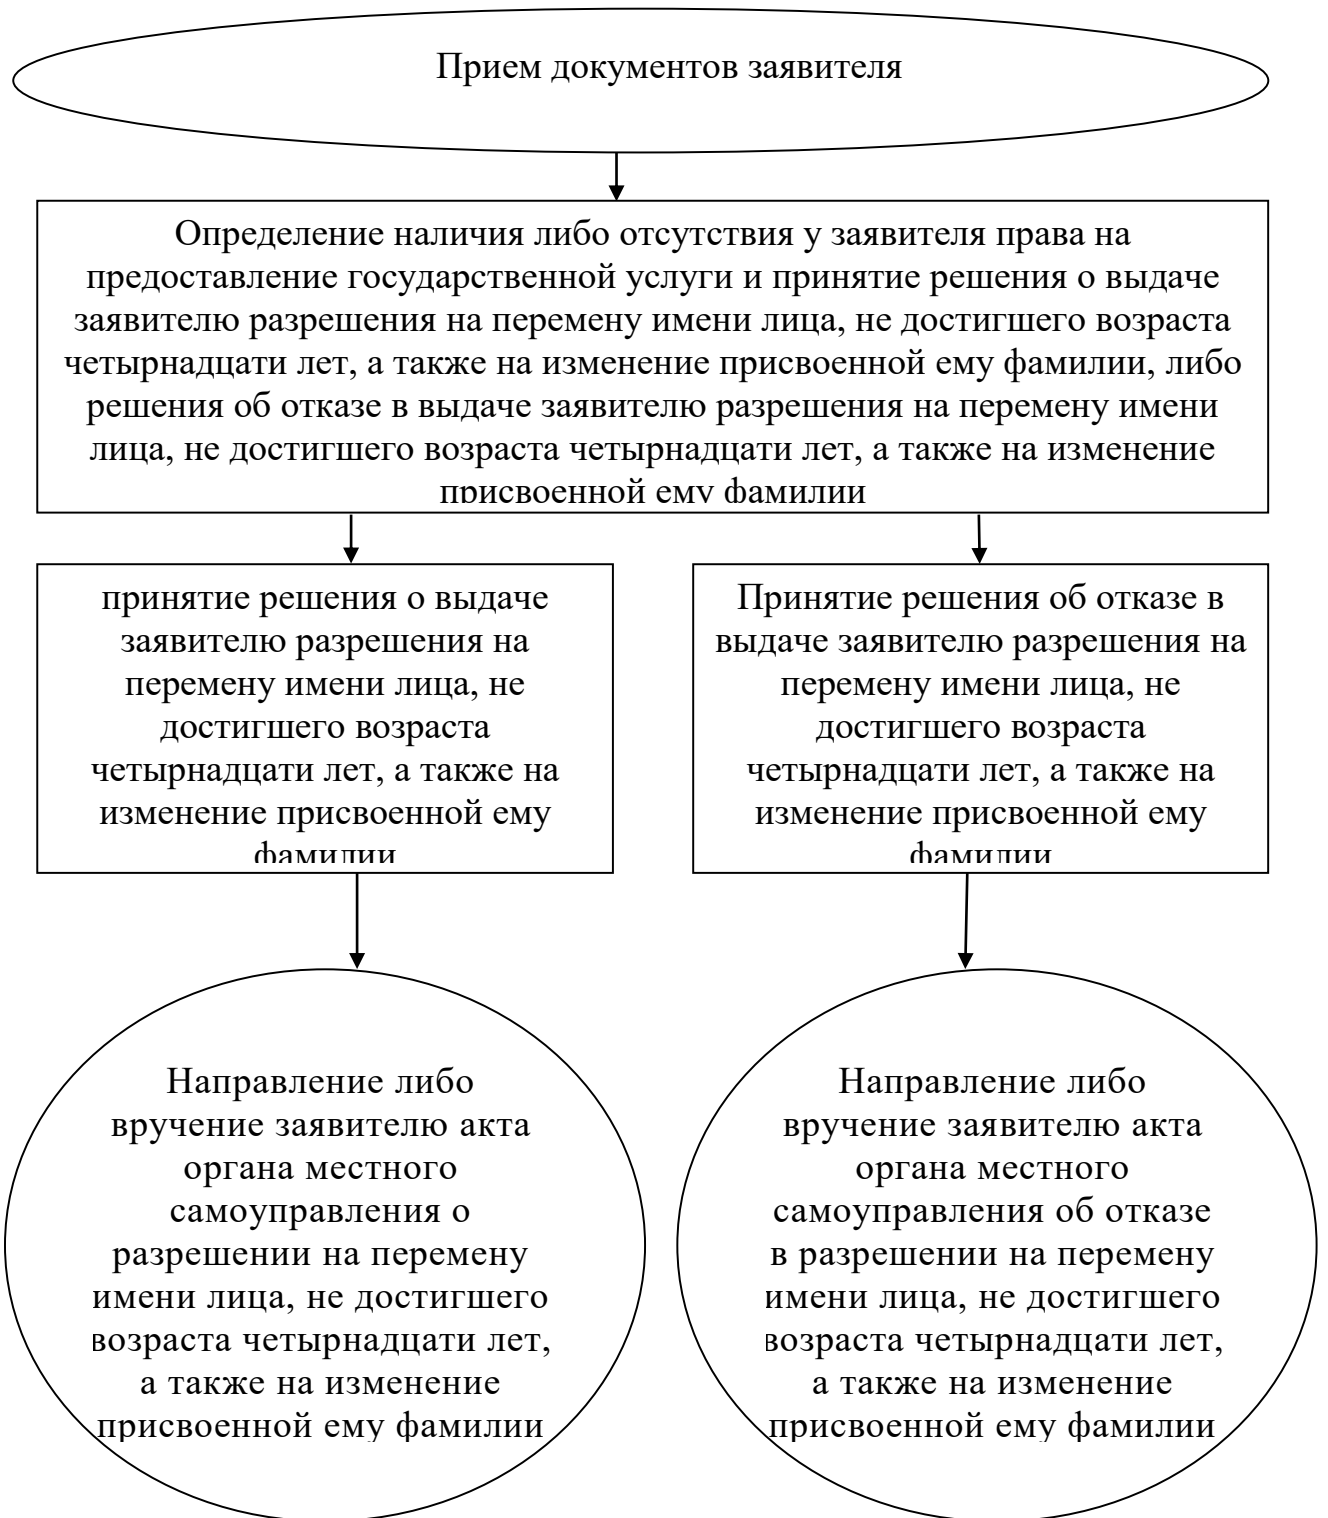 Прием документов заявителя
Определение наличия либо отсутствия у заявителя права на
предоставление государственной услуги и принятие решения о выдаче
заявителю разрешения на перемену имени лица, не достигшего возраста
четырнадцати лет, а также на изменение присвоенной ему фамилии, либо
решения об отказе в выдаче заявителю разрешения на перемену имени
лица, не достигшего возраста четырнадцати лет, а также на изменение
присвоенной ему фамилии
принятие решения о выдаче
заявителю разрешения на
перемену имени лица, не
достигшего возраста
четырнадцати лет, а также на
изменение присвоенной ему
фамилии
Принятие решения об отказе в
выдаче заявителю разрешения на
перемену имени лица, не
достигшего возраста
четырнадцати лет, а также на
изменение присвоенной ему
фамилии
Направление либо
вручение заявителю акта
органа местного
самоуправления о
разрешении на перемену
имени лица, не достигшего
возраста четырнадцати лет,
а также на изменение
присвоенной ему фамилии
Направление либо
вручение заявителю акта
органа местного
самоуправления об отказе
в разрешении на перемену
имени лица, не достигшего
возраста четырнадцати лет,
а также на изменение
присвоенной ему фамилии